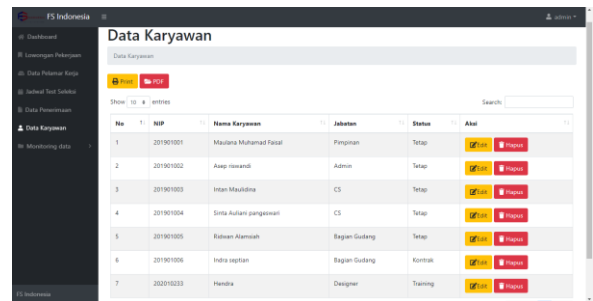 FS Indonesia
admin
Dashboard
Lowongan Pekerjaan
Data Pelamar Kerja
Jadwal Test Seleksi
Data Penerimaan
Data Karyawan
Monitoring data
FS Indonesia
Data Karyawan
Data Karyawan
Print PDF
Show 10 entries Search:
No NIP Nama Karyawan Jabatan Status Aksi
1 201901001 Maulana Muhamad Faisal Pimpinan Tetap Edit Hapus
2 201901002 Asep riswandi Admin Tetap Edit Hapus
3 201901003 Intan Maulidina CS Tetap Edit Hapus
4 201901004 Sinta Autiani pangeswari CS Tetap Edit Hapus
5 201901005 Ridwan Alamsiah Bagian Gudang Tetap Edit Hapus
6 201901006 Indra septian Bagian Gudang Kontrak Edit Hapus
7 202010233 Hendra Designer Training Edit Hapus